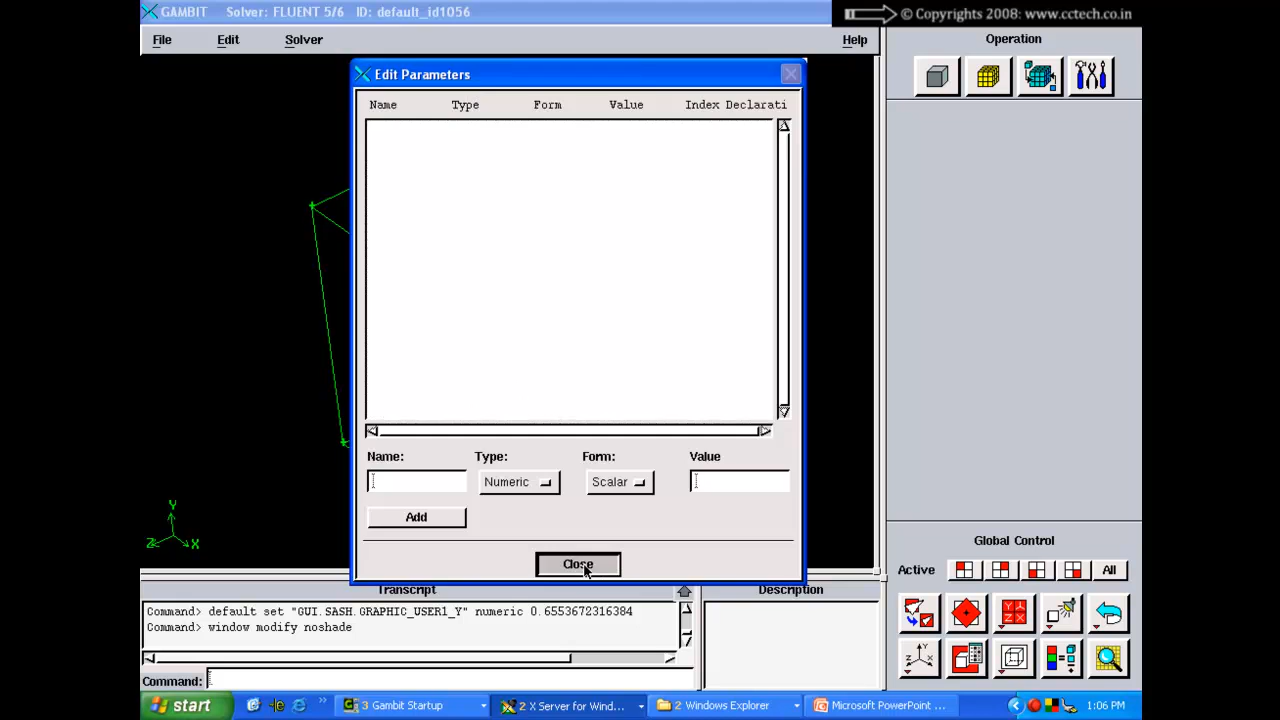 GAMBIT Solver: FLUENT 5/6 ID: default_id1056
© Copyrights 2008: www.cctech.co.in
File Edit Solver Help
Operation
Edit Parameters
Name Type Form Value Index Declarati
Name: Type: Form: Value
Numeric Scalar
Add
Close
Global Control
Active All
Transcript Description
Command> default set "GUI.SASH.GRAPHIC_USER1_Y" numeric 0.6553672316384
Command> window modify noshade
Command:
Y
Z X
start 3 Gambit Startup 2 X Server for Wind... 2 Windows Explorer Microsoft PowerPoint ... 1:06 PM